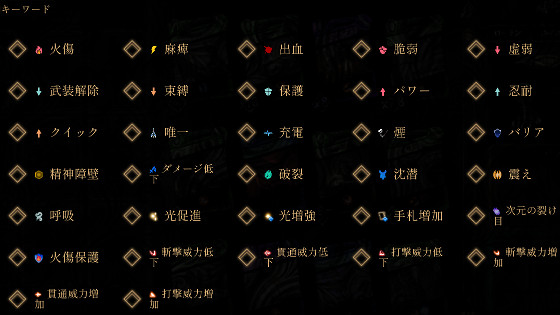 キーワード
火傷 麻痺 出血 脆弱 虚弱
武装解除 束縛 保護 パワー 忍耐
クイック 唯一 充電 煙 バリア
精神障壁 ダメージ低下 破裂 沈潜 震え
呼吸 光促進 光増強 手札増加 次元の裂け目
火傷保護 斬撃威力低下 貫通威力低下 打撃威力低下 斬撃威力増加
貫通威力増加 打撃威力増加